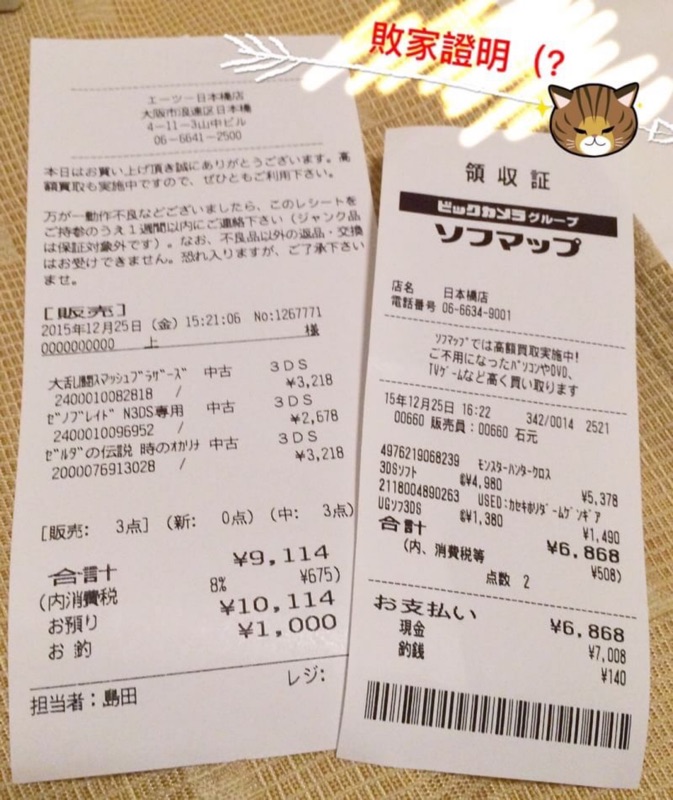 敗家證明（?
エーツー日本橋店
大阪市浪速区日本橋
4－11－3山中ビル
06－6641－2500
本日はお買い上げ頂き誠にありがとうございます。高
額買取も実施中ですので、ぜひともご利用下さい。
万が一動作不良などございましたら、このレシートを
ご持参のうえ１週間以内にご連絡下さい（ジャンク品
は保証対象外です）。なお、不良品以外の返品・交換
はお受けできません。恐れ入りますが、ご了承下さい
ませ。
[販売]
2015年12月25日（金）15:21:06 No:1267771
0000000000 上 様
大乱闘スマッシュブラザーズ 中古 3DS
2400010082818 / ¥3,218
ゼノブレイド N3DS専用 中古 3DS
2400010096952 / ¥2,678
ゼルダの伝説 時のオカリナ 中古 3DS
2000076913028 / ¥3,218
[販売: 3点]（新: 0点）（中: 3点）
合計 ¥9,114
(内消費税 8% ¥675)
お預り ¥10,114
お釣 ¥1,000
レジ:
担当者：島田
領収証
ビックカメラグループ
ソフマップ
店名 日本橋店
電話番号 06-6634-9001
ソフマップでは高額買取実施中!
ご不用になったパソコンやDVD、
TVゲームなど高く買い取ります
15年12月25日 16:22 342/0014 2521
00660 販売員：00660 石元
4976219068239 モンスターハンタークロス
3DSソフト @¥4,980 ¥5,378
2118004890263 USED:カセキホリダームゲンギア
UGソフ3DS @¥1,380 ¥1,490
合計 ¥6,868
(内、消費税等 ¥508)
点数 2
お支払い ¥6,868
現金 ¥7,008
釣銭 ¥140